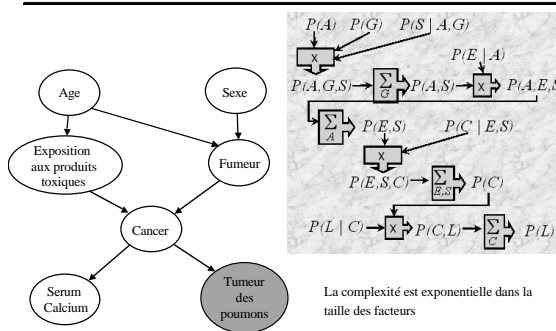 Age
Sexe
Exposition
aux produits
toxiques
Fumeur
Cancer
Serum
Calcium
Tumeur
des
poumons
P(A) P(G) P(S | A,G)
x
P(E | A)
P(A,G,S) ∑ G P(A,S) x P(A,E,S
∑ A P(E,S) P(C | E,S)
x
P(E,S,C) ∑ E,S P(C)
P(L | C) x P(C,L) ∑ C P(L)
La complexité est exponentielle dans la
taille des facteurs